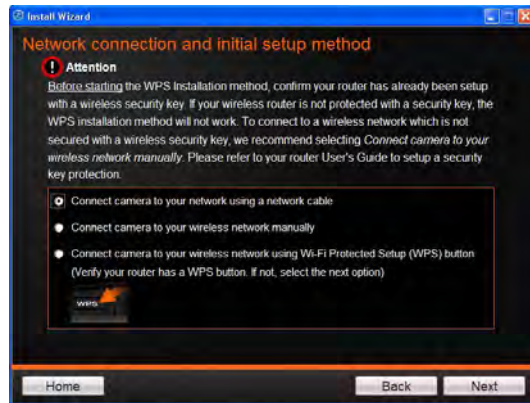 Install Wizard
Network connection and initial setup method
Attention
Before starting the WPS Installation method, confirm your router has already been setup
with a wireless security key. If your wireless router is not protected with a security key, the
WPS installation method will not work. To connect to a wireless network which is not
secured with a wireless security key, we recommend selecting Connect camera to your
wireless network manually. Please refer to your router User's Guide to setup a security
key protection.
Connect camera to your network using a network cable
Connect camera to your wireless network manually
Connect camera to your wireless network using Wi-Fi Protected Setup (WPS) button
(Verify your router has a WPS button. If not, select the next option)
WPS
Home Back Next